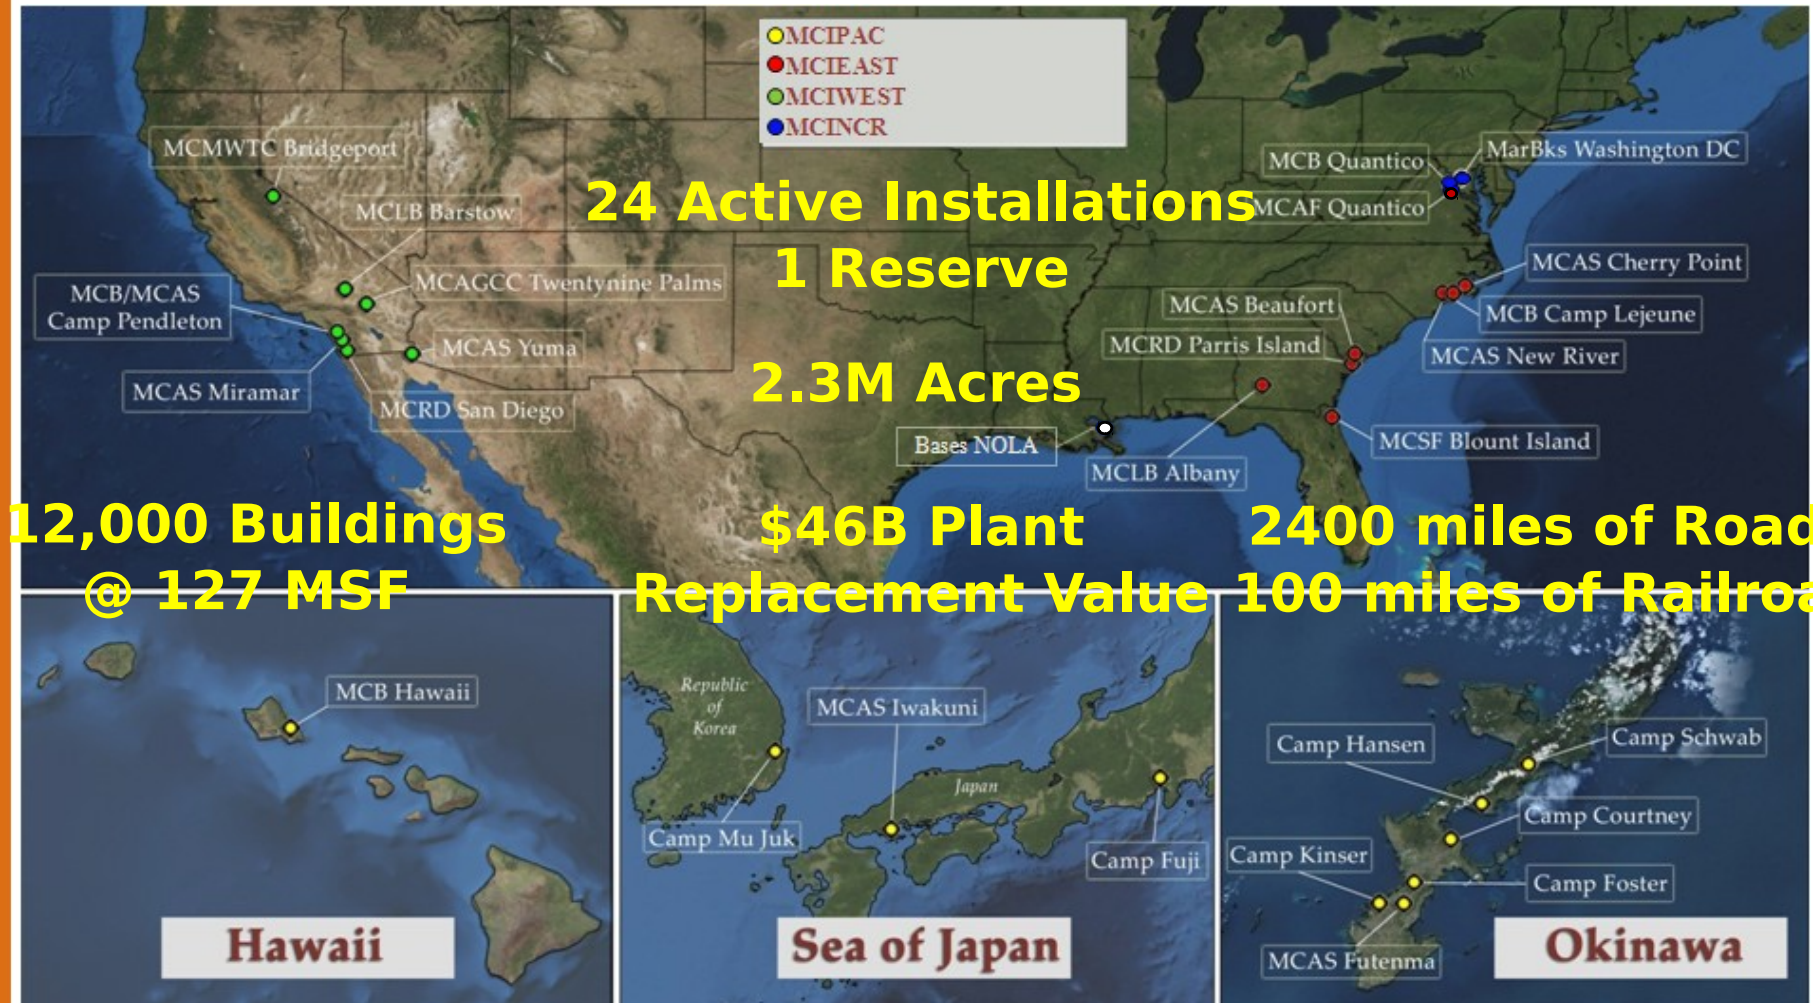 MCIPAC
MCIEAST
MCIWEST
MCINCR
MCMWTC Bridgeport
MCLB Barstow
MCAGCC Twentynine Palms
MCB/MCAS
Camp Pendleton
MCAS Yuma
MCAS Miramar
MCRD San Diego
24 Active Installations
1 Reserve
2.3M Acres
Bases NOLA
MCB Quantico
MarBks Washington DC
MCAF Quantico
MCAS Cherry Point
MCAS Beaufort
MCB Camp Lejeune
MCRD Parris Island
MCAS New River
MCSF Blount Island
MCLB Albany
12,000 Buildings
@ 127 MSF
$46B Plant
Replacement Value
2400 miles of Road
100 miles of Railroa
MCB Hawaii
Hawaii
Republic
of
Korea
MCAS Iwakuni
Japan
Camp Mu Juk
Camp Fuji
Sea of Japan
Camp Hansen
Camp Schwab
Camp Courtney
Camp Kinser
Camp Foster
MCAS Futenma
Okinawa